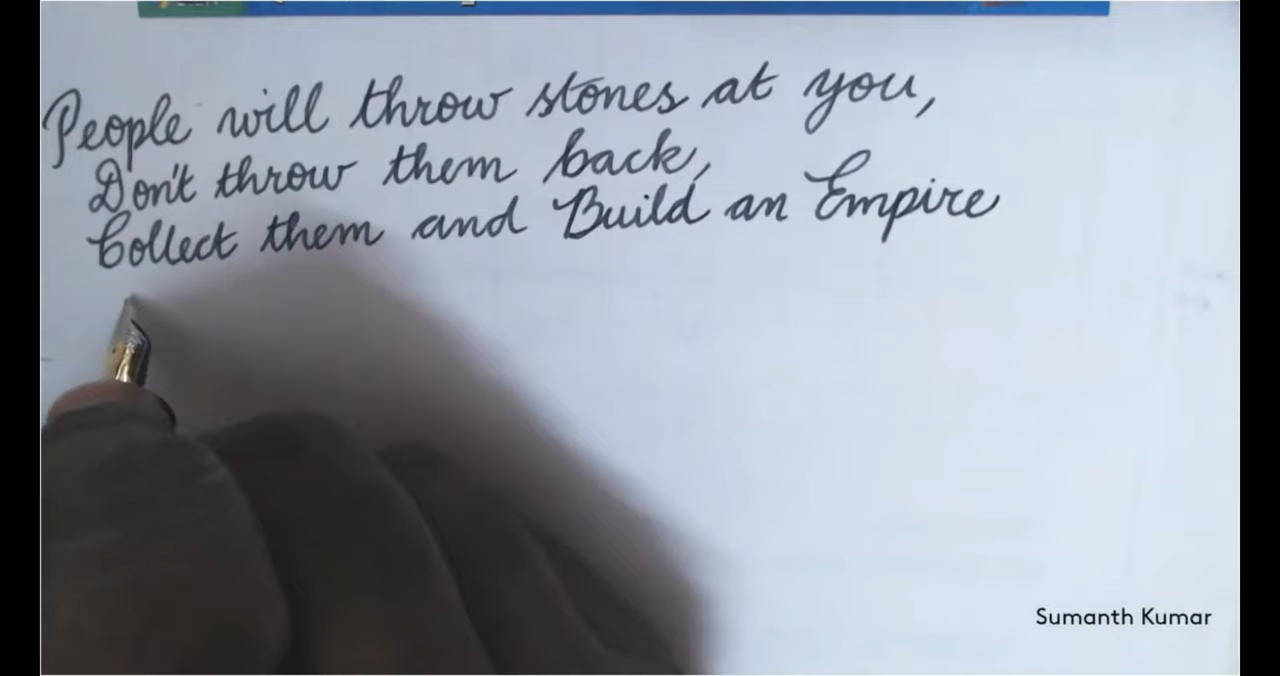 People will throw stones at you,
Don't throw them back,
Collect them and Build an Empire
Sumanth Kumar